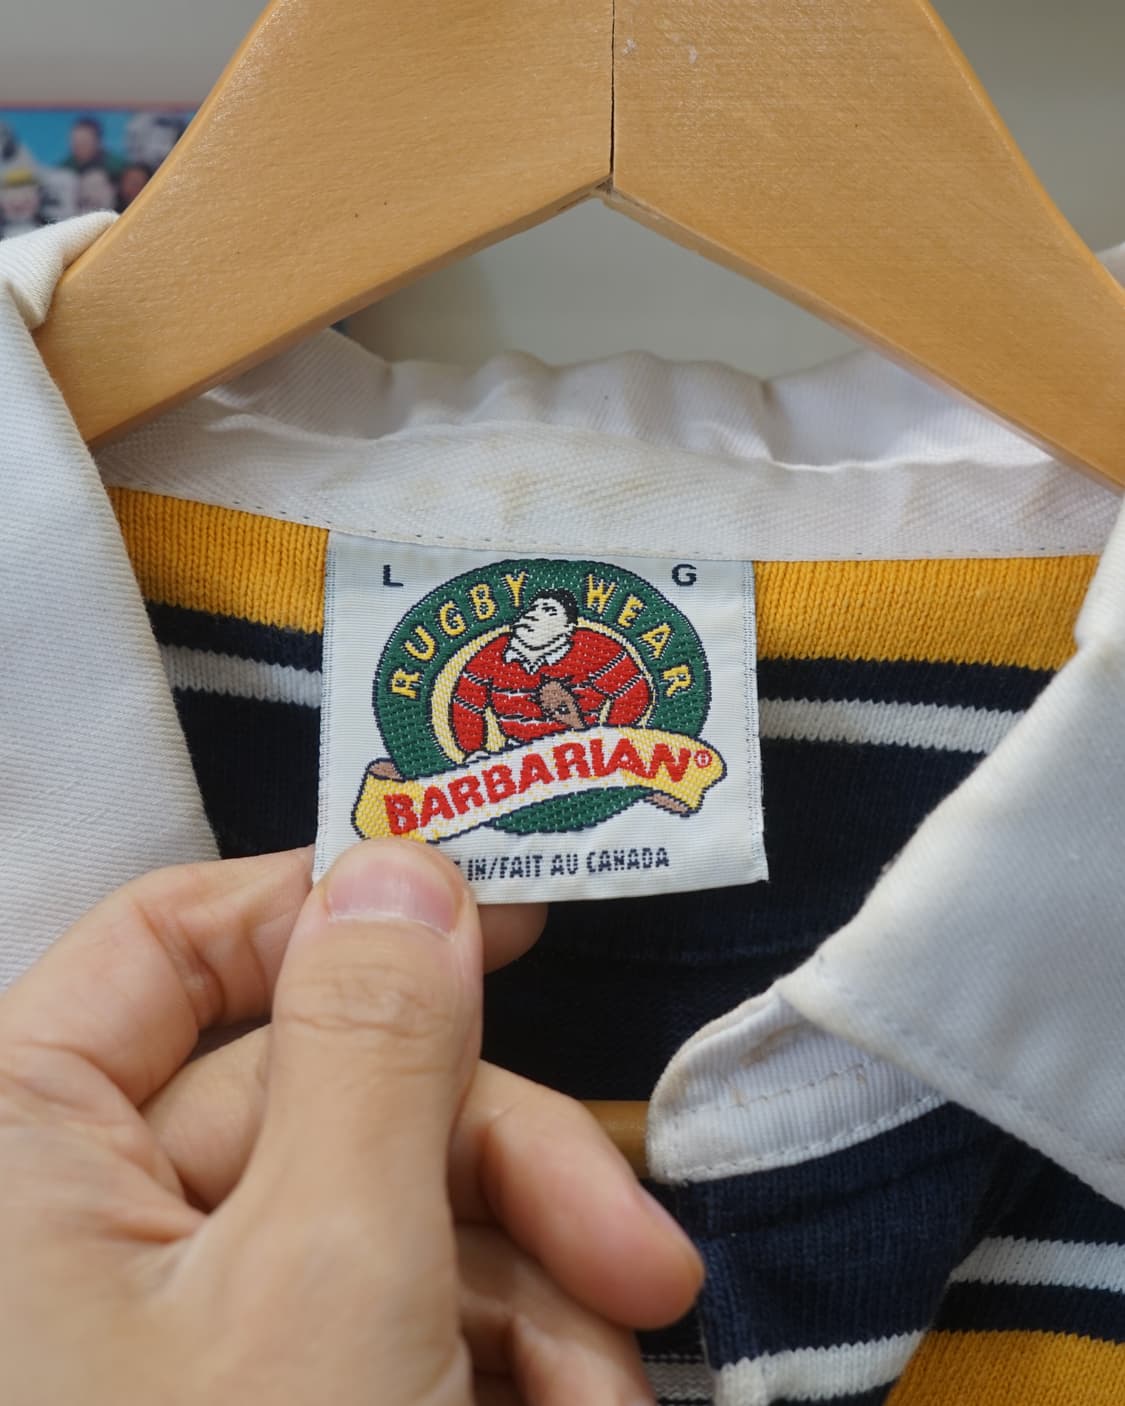 L G
RUGBY WEAR
BARBARIAN®
IN/FAIT AU CANADA